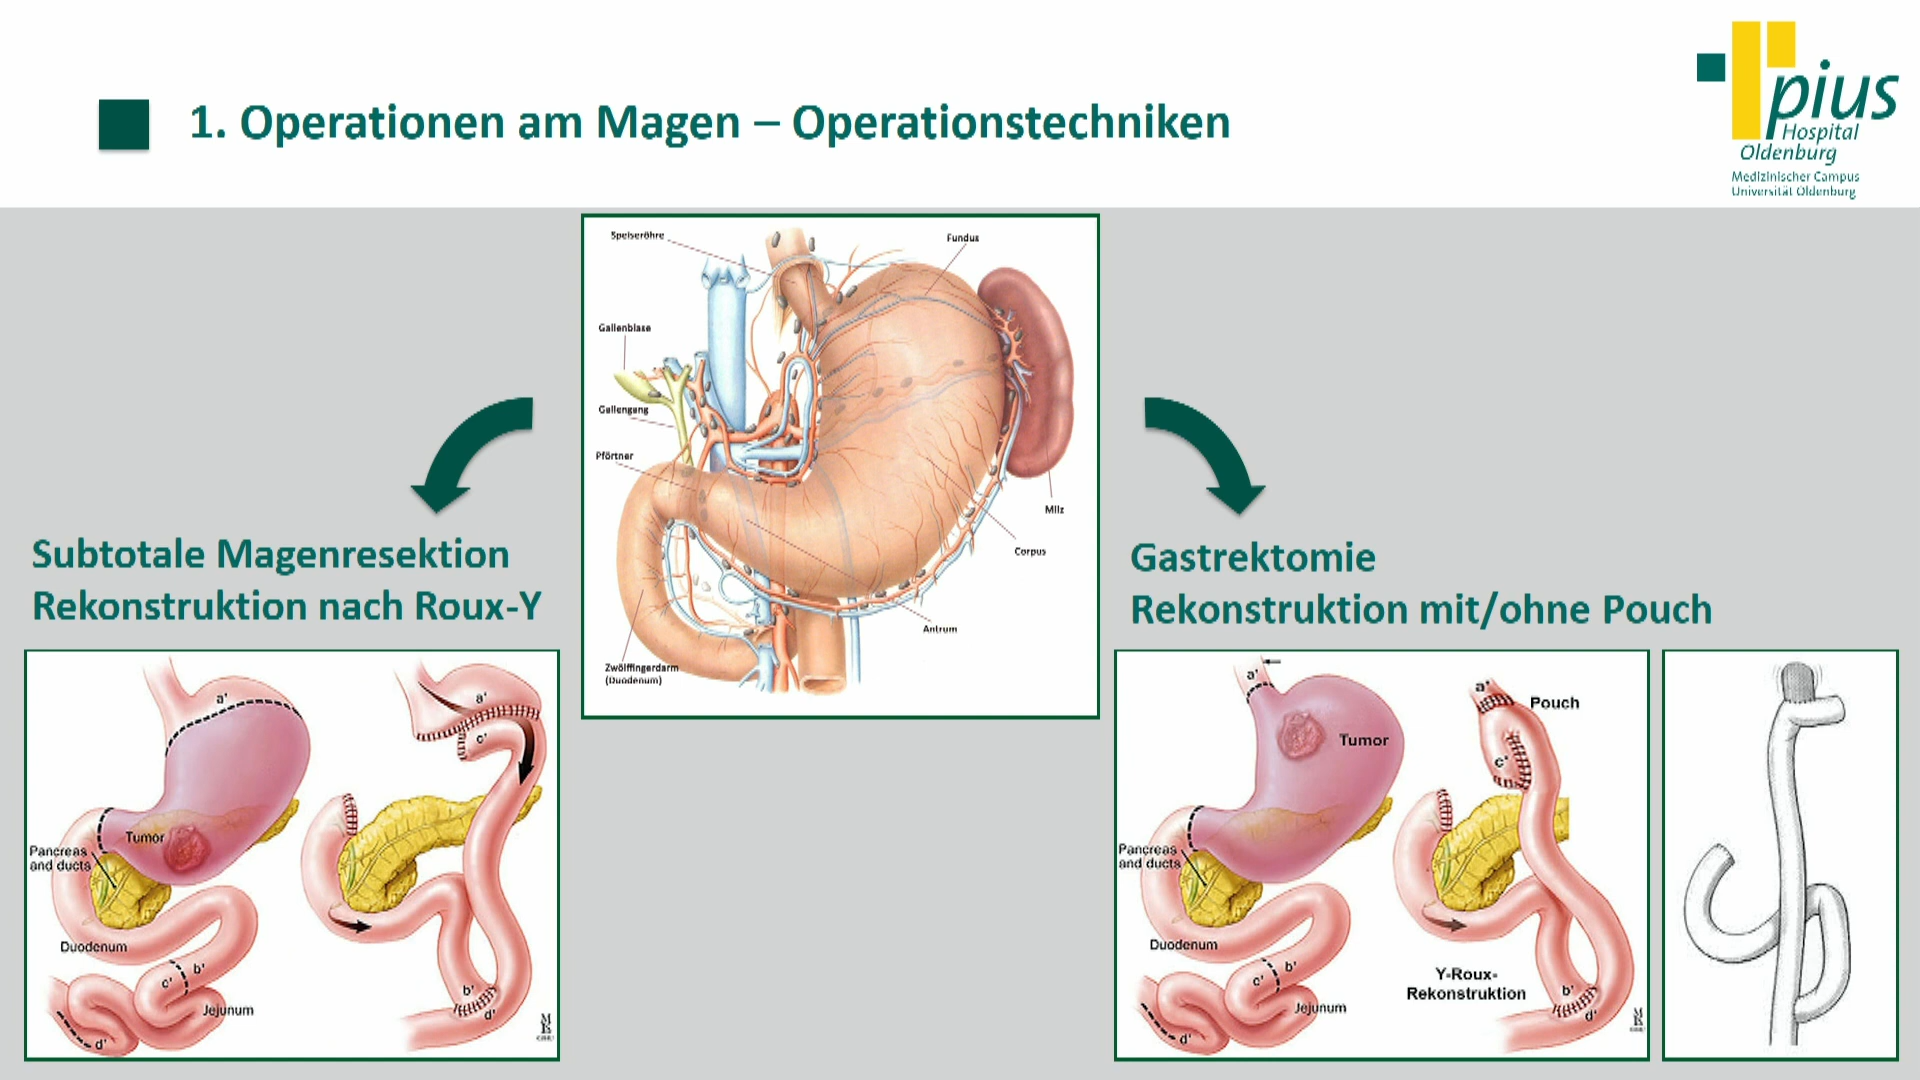 1. Operationen am Magen – Operationstechniken
pius
Hospital
Oldenburg
Medizinischer Campus
Universität Oldenburg
Speiseröhre
Fundus
Gallenblase
Gallengang
Pförtner
Milz
Corpus
Antrum
Zwölffingerdarm
(Duodenum)
Subtotale Magenresektion
Rekonstruktion nach Roux-Y
Gastrektomie
Rekonstruktion mit/ohne Pouch
a'
Tumor
Pancreas
and ducts
Duodenum
b'
c'
Jejunum
d'
a'
c'
b'
d'
a'
Tumor
Pancreas
and ducts
Duodenum
b'
c'
Jejunum
d'
a'
Pouch
c'
Y-Roux-
Rekonstruktion
b'
d'